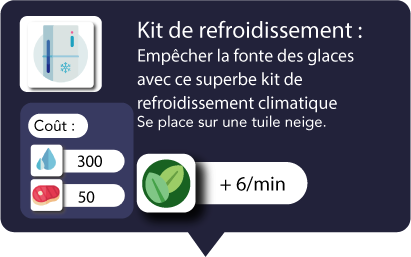 Kit de refroidissement :
Empêcher la fonte des glaces
avec ce superbe kit de
refroidissement climatique
Se place sur une tuile neige.
Coût :
300
50
+ 6/min